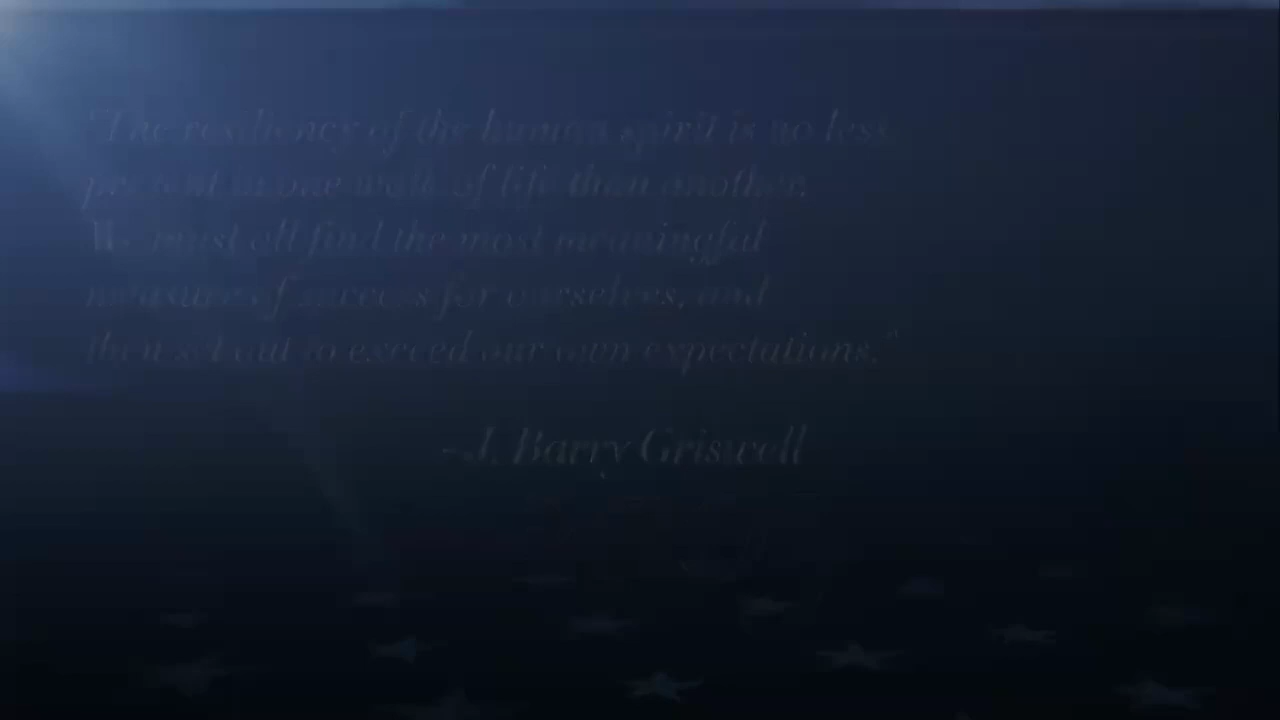 "The resiliency of the human spirit is no less
present in one walk of life than another.
We must all find the most meaningful
measure of success for ourselves, and
then set out to exceed our own expectations."
–J. Barry Griswell